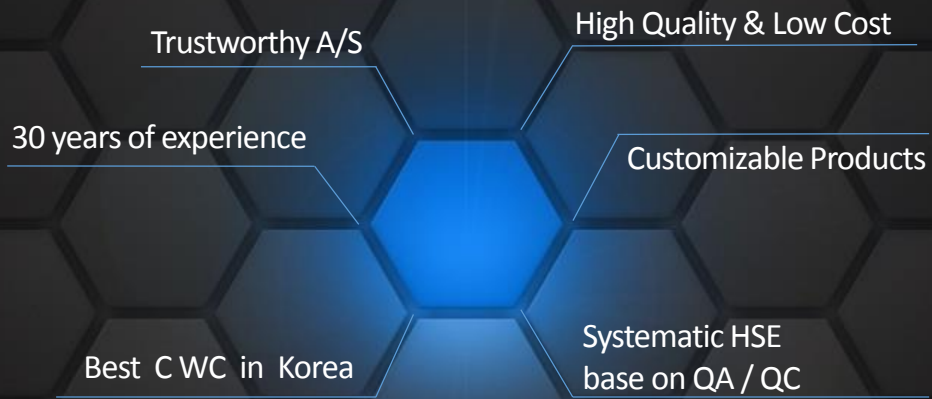 Trustworthy A/S
High Quality & Low Cost
30 years of experience
Customizable Products
Best C WC in Korea
Systematic HSE
base on QA / QC